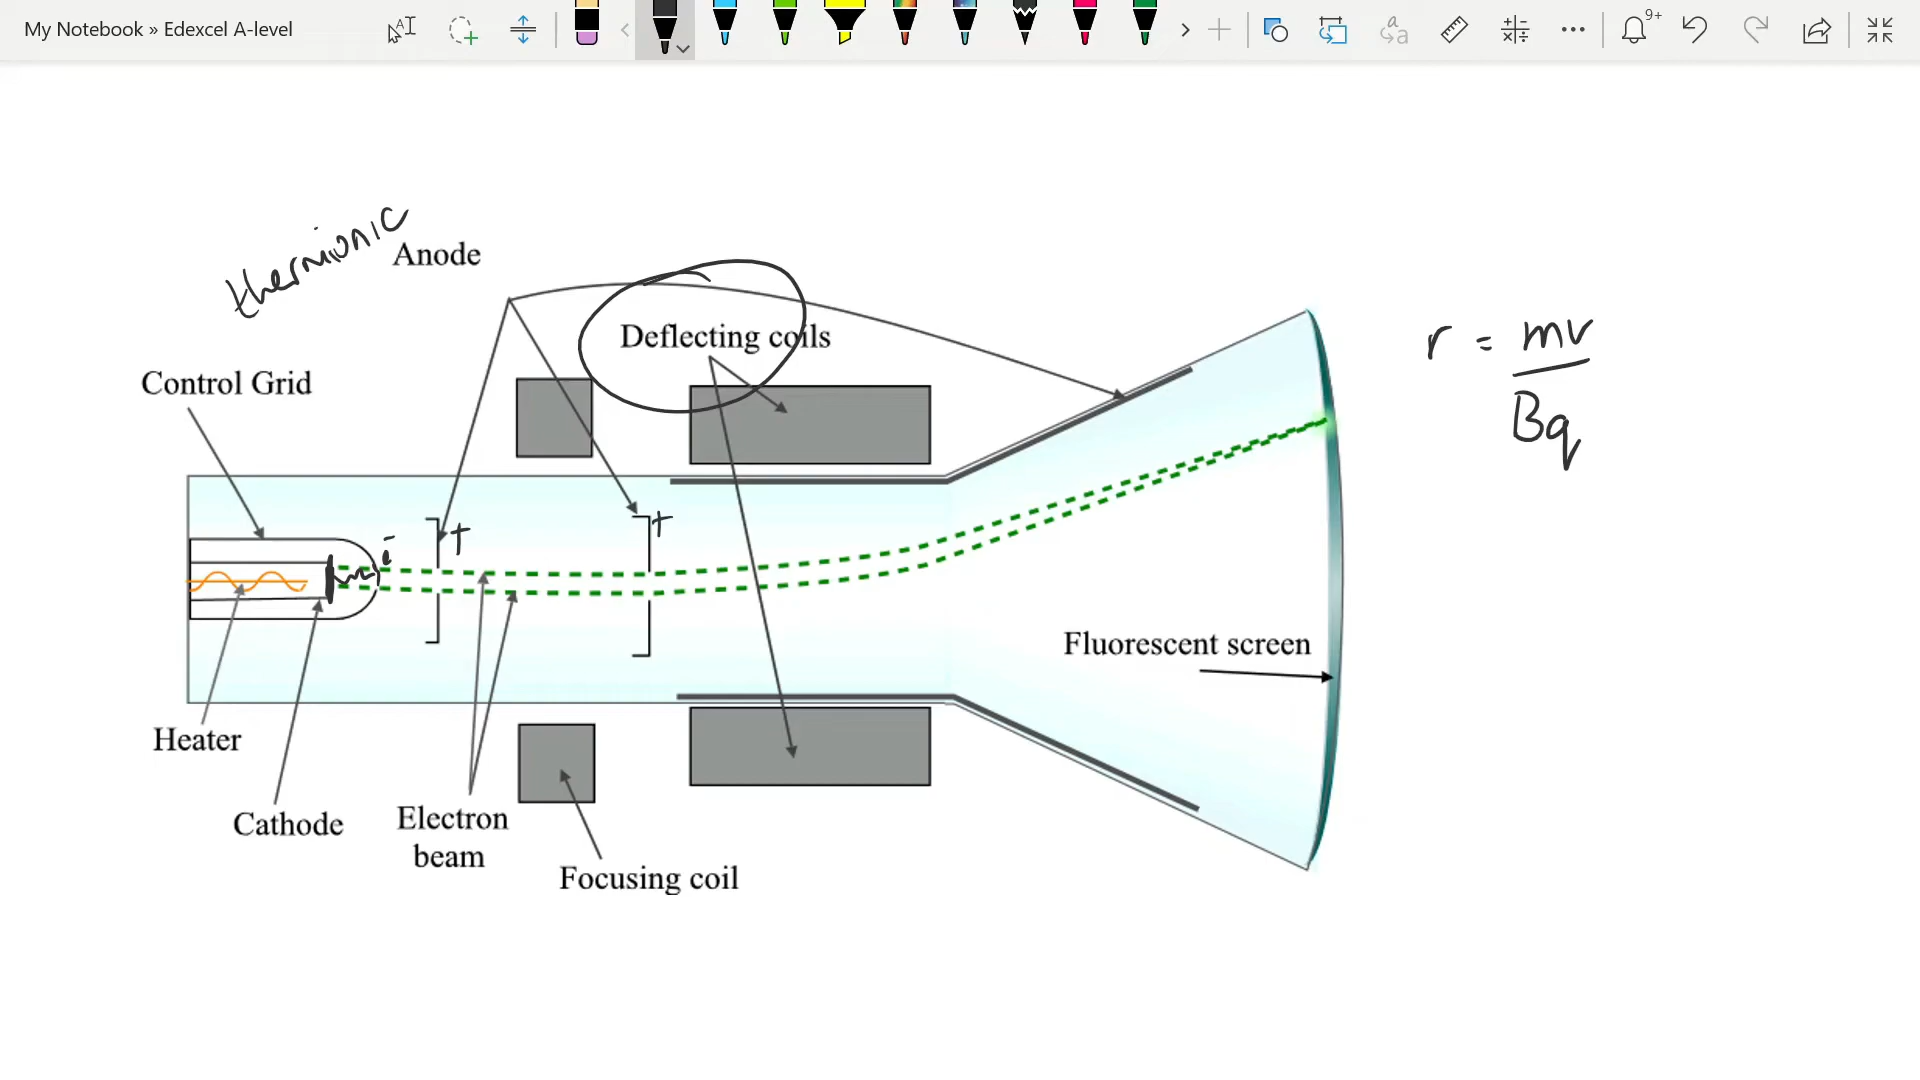 My Notebook » Edexcel A-level
9+
thermionic
Anode
Deflecting coils
Control Grid
r = mv
Bq
+
+
e-
Fluorescent screen
Heater
Cathode
Electron
beam
Focusing coil